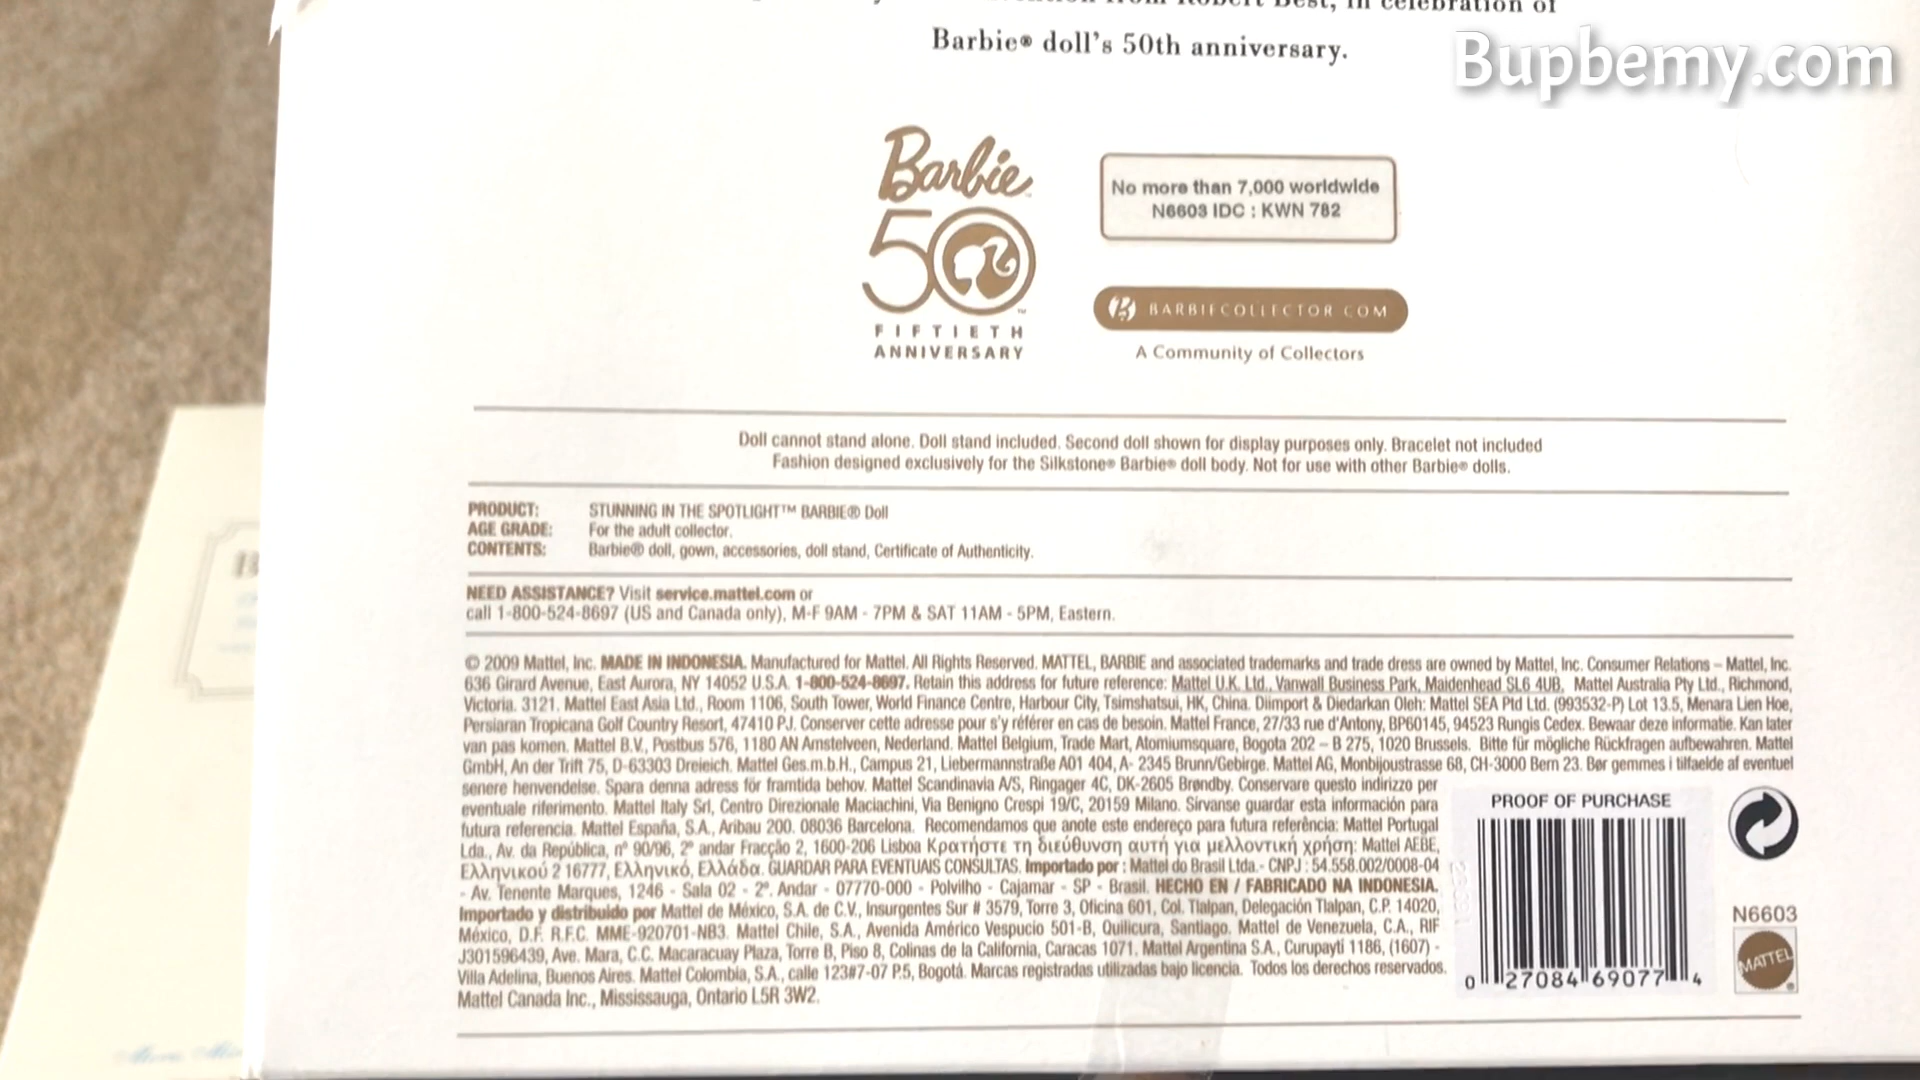 Robert Best, in celebration of
Barbie® doll's 50th anniversary.
Bupbemy.com
Barbie™
50
™
FIFTIETH
ANNIVERSARY
No more than 7,000 worldwide
N6603 IDC : KWN 782
B BARBIECOLLECTOR.COM
A Community of Collectors
Doll cannot stand alone. Doll stand included. Second doll shown for display purposes only. Bracelet not included
Fashion designed exclusively for the Silkstone® Barbie® doll body. Not for use with other Barbie® dolls.
PRODUCT: STUNNING IN THE SPOTLIGHT™ BARBIE® Doll
AGE GRADE: For the adult collector.
CONTENTS: Barbie® doll, gown, accessories, doll stand, Certificate of Authenticity.
NEED ASSISTANCE? Visit service.mattel.com or
call 1-800-524-8697 (US and Canada only), M-F 9AM - 7PM & SAT 11AM - 5PM, Eastern.
© 2009 Mattel, Inc. MADE IN INDONESIA. Manufactured for Mattel. All Rights Reserved. MATTEL, BARBIE and associated trademarks and trade dress are owned by Mattel, Inc. Consumer Relations – Mattel, Inc.
636 Girard Avenue, East Aurora, NY 14052 U.S.A. 1-800-524-8697. Retain this address for future reference: Mattel U.K. Ltd., Vanwall Business Park, Maidenhead SL6 4UB. Mattel Australia Pty Ltd., Richmond,
Victoria. 3121. Mattel East Asia Ltd., Room 1106, South Tower, World Finance Centre, Harbour City, Tsimshatsui, HK, China. Diimport & Diedarkan Oleh: Mattel SEA Ptd Ltd. (993532-P) Lot 13.5, Menara Lien Hoe,
Persiaran Tropicana Golf Country Resort, 47410 PJ. Conserver cette adresse pour s'y référer en cas de besoin. Mattel France, 27/33 rue d'Antony, BP60145, 94523 Rungis Cedex. Bewaar deze informatie. Kan later
van pas komen. Mattel B.V., Postbus 576, 1180 AN Amstelveen, Nederland. Mattel Belgium, Trade Mart, Atomiumsquare, Bogota 202 – B 275, 1020 Brussels. Bitte für mögliche Rückfragen aufbewahren. Mattel
GmbH, An der Trift 75, D-63303 Dreieich. Mattel Ges.m.b.H., Campus 21, Liebermannstraße A01 404, A- 2345 Brunn/Gebirge. Mattel AG, Monbijoustrasse 68, CH-3000 Bern 23. Bør gemmes i tilfaelde af eventuel
senere henvendelse. Spara denna adress för framtida behov. Mattel Scandinavia A/S, Ringager 4C, DK-2605 Brøndby. Conservare questo indirizzo per
eventuale riferimento. Mattel Italy Srl, Centro Direzionale Maciachini, Via Benigno Crespi 19/C, 20159 Milano. Sírvanse guardar esta información para
futura referencia. Mattel España, S.A., Aribau 200. 08036 Barcelona. Recomendamos que anote este endereço para futura referência: Mattel Portugal
Lda., Av. da República, nº 90/96, 2º andar Fracção 2, 1600-206 Lisboa Κρατήστε τη διεύθυνση αυτή για μελλοντική χρήση: Mattel AEBE,
Ελληνικού 2 16777, Ελληνικό, Ελλάδα. GUARDAR PARA EVENTUAIS CONSULTAS. Importado por : Mattel do Brasil Ltda.- CNPJ : 54.558.002/0008-04
- Av. Tenente Marques, 1246 - Sala 02 - 2º. Andar - 07770-000 - Polvilho - Cajamar - SP - Brasil. HECHO EN / FABRICADO NA INDONESIA.
Importado y distribuido por Mattel de México, S.A. de C.V., Insurgentes Sur # 3579, Torre 3, Oficina 601, Col. Tlalpan, Delegación Tlalpan, C.P. 14020,
México, D.F. R.F.C. MME-920701-NB3. Mattel Chile, S.A., Avenida Américo Vespucio 501-B, Quilicura, Santiago. Mattel de Venezuela, C.A., RIF
J301596439, Ave. Mara, C.C. Macaracuay Plaza, Torre B, Piso 8, Colinas de la California, Caracas 1071. Mattel Argentina S.A., Curupaytí 1186, (1607) -
Villa Adelina, Buenos Aires. Mattel Colombia, S.A., calle 123#7-07 P.5, Bogotá. Marcas registradas utilizadas bajo licencia. Todos los derechos reservados.
Mattel Canada Inc., Mississauga, Ontario L5R 3W2.
PROOF OF PURCHASE
0 27084 69077 4
N6603
MATTEL
®